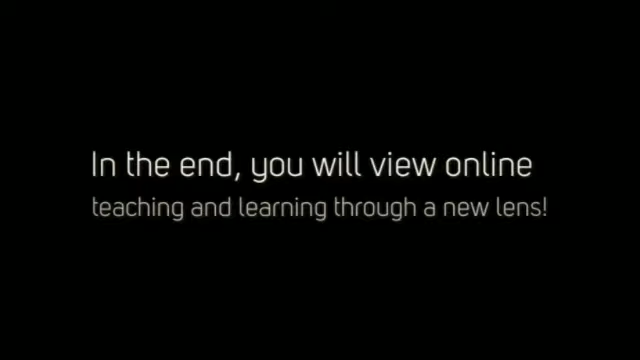 In the end, you will view online
teaching and learning through a new lens!